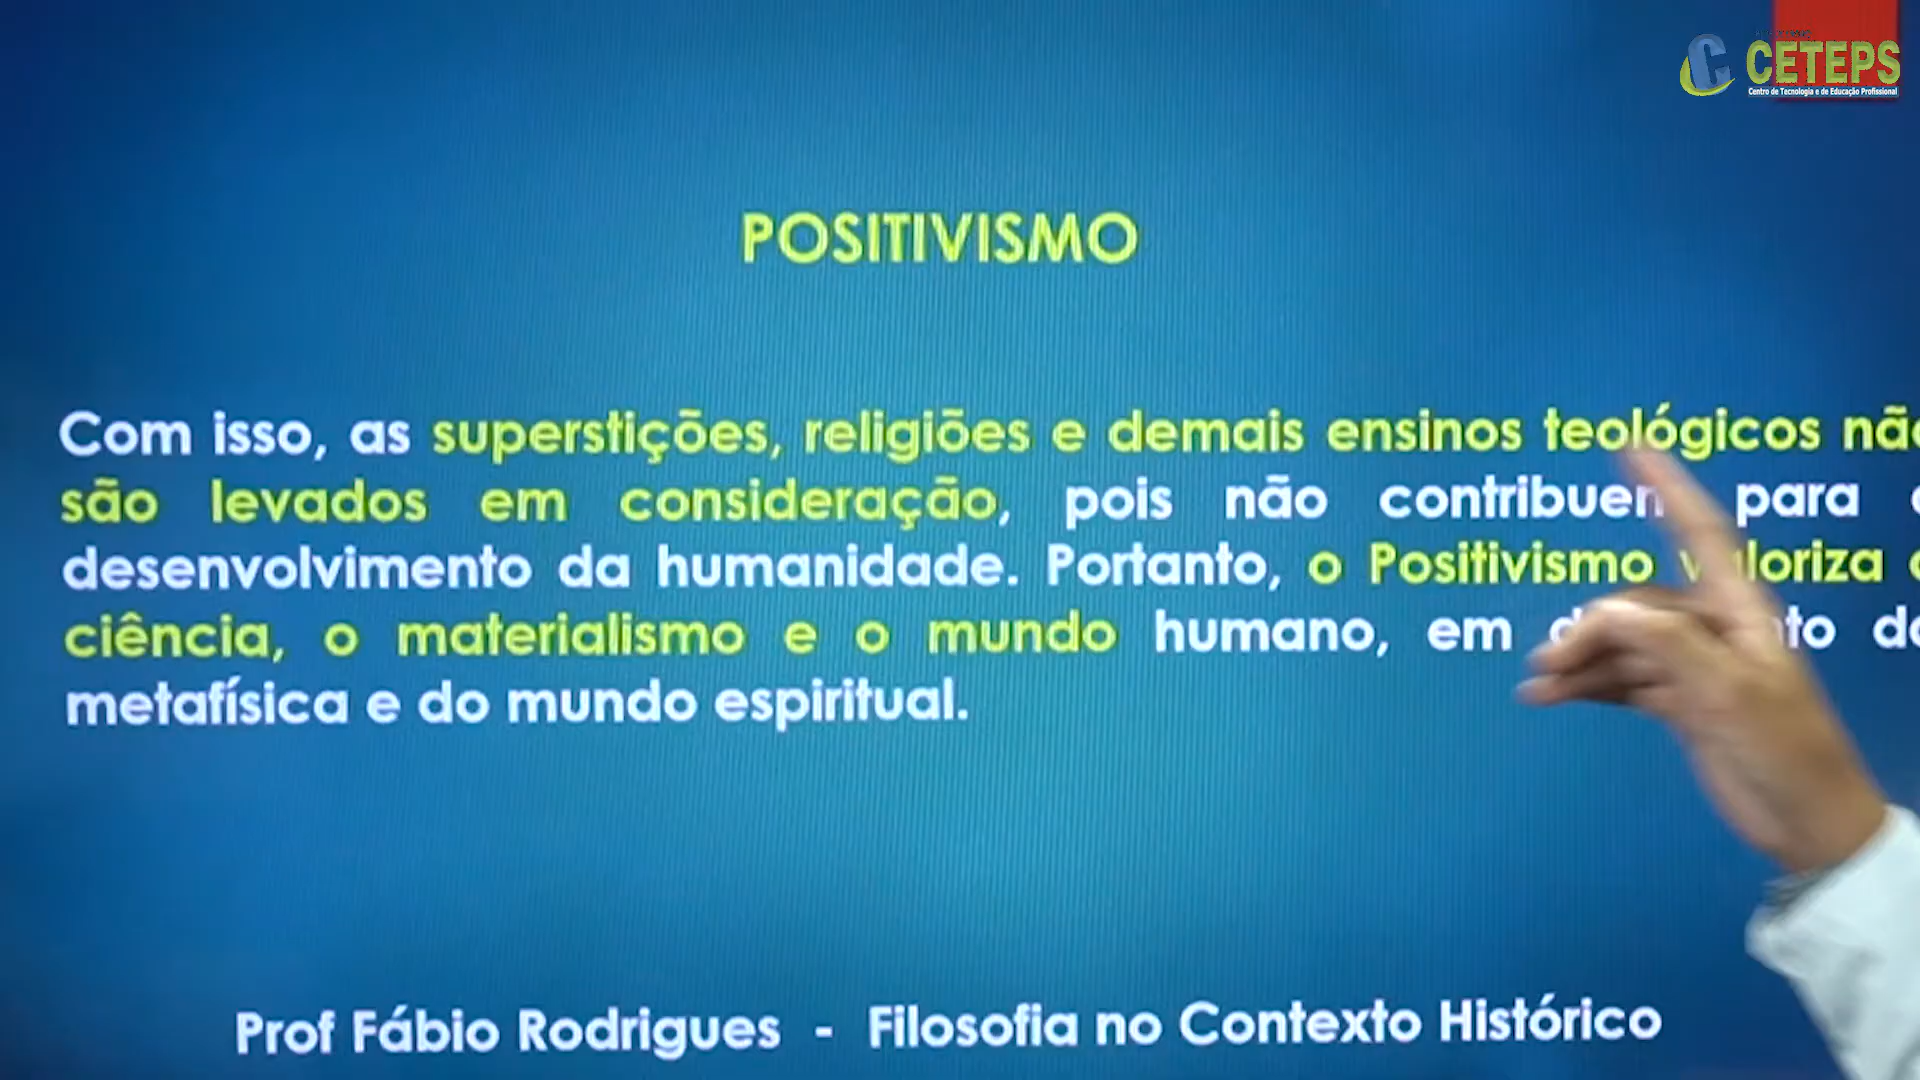 CETEPS
Centro de Tecnologia e de Educação Profissional
POSITIVISMO
Com isso, as superstições, religiões e demais ensinos teológicos
são levados em consideração, pois não para
desenvolvimento da humanidade. Portanto, o Positivismo
ciência, o materialismo e o mundo humano, em
metafísica e do mundo espiritual.
Prof Fábio Rodrigues - Filosofia no Contexto Histórico